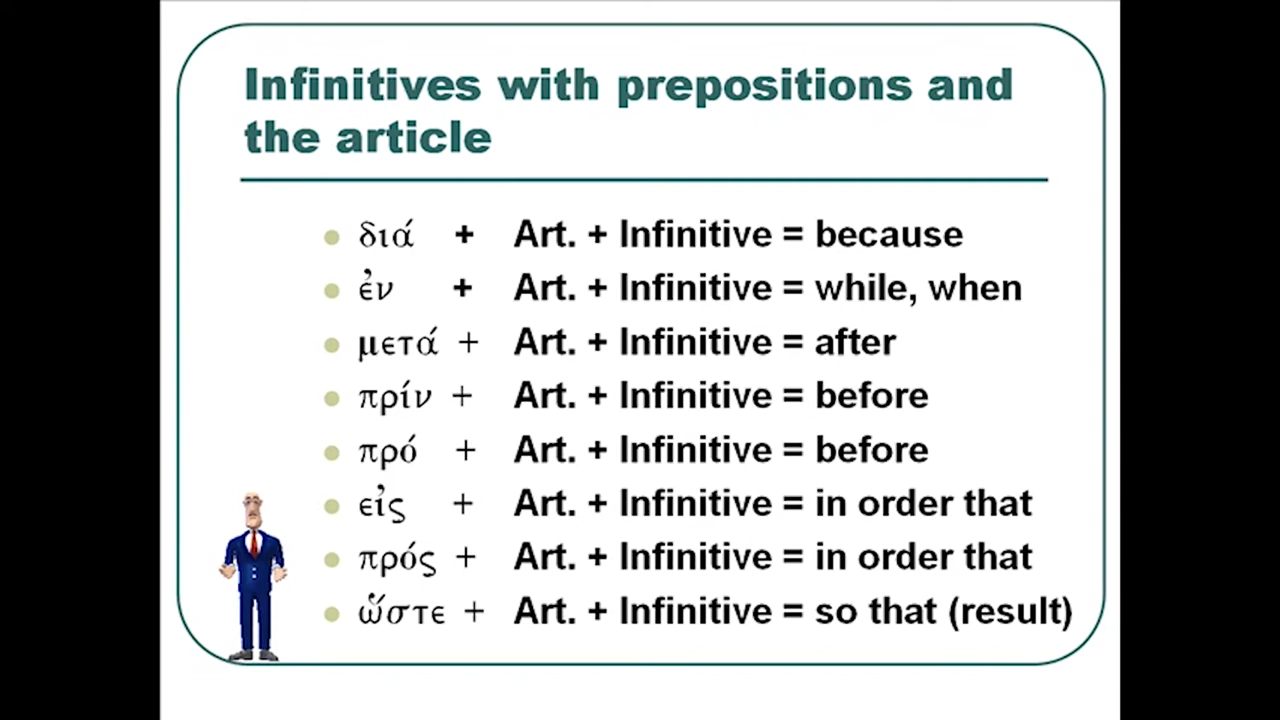 Infinitives with prepositions and
the article
διά + Art. + Infinitive = because
ἐν + Art. + Infinitive = while, when
μετά + Art. + Infinitive = after
πρίν + Art. + Infinitive = before
πρό + Art. + Infinitive = before
εἰς + Art. + Infinitive = in order that
πρός + Art. + Infinitive = in order that
ὥστε + Art. + Infinitive = so that (result)